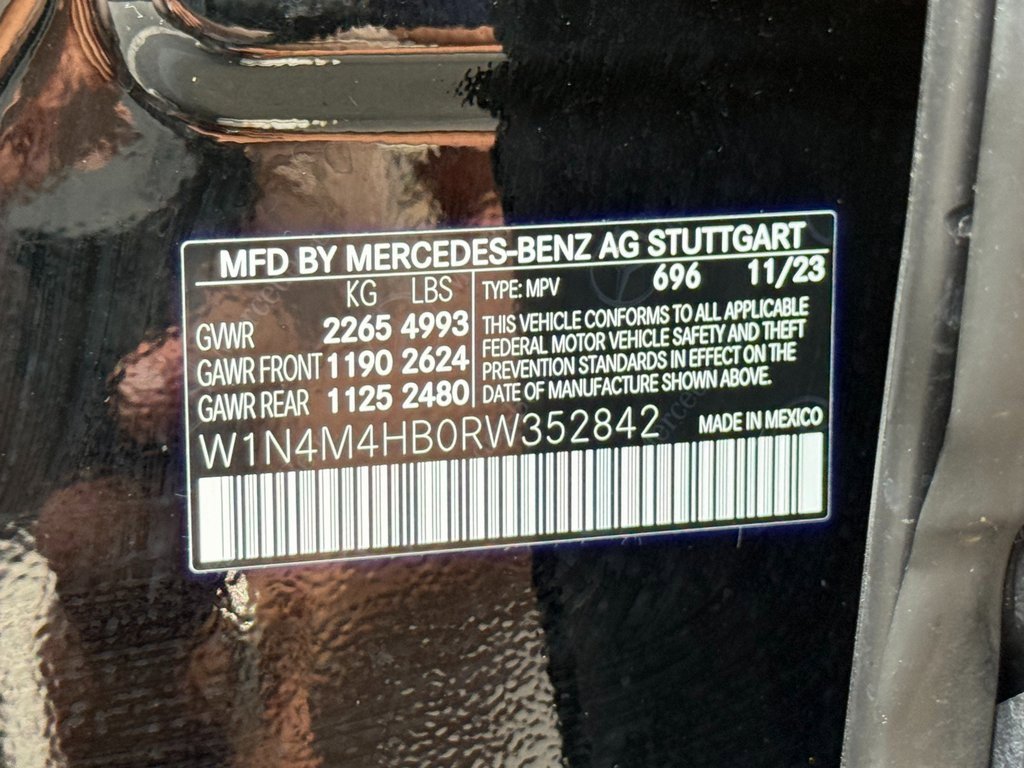 MFD BY MERCEDES-BENZ AG STUTTGART
KG LBS
GVWR 2265 4993
GAWR FRONT 1190 2624
GAWR REAR 1125 2480
TYPE: MPV 696 11/23
THIS VEHICLE CONFORMS TO ALL APPLICABLE
FEDERAL MOTOR VEHICLE SAFETY AND THEFT
PREVENTION STANDARDS IN EFFECT ON THE
DATE OF MANUFACTURE SHOWN ABOVE.
W1N4M4HB0RW352842
MADE IN MEXICO